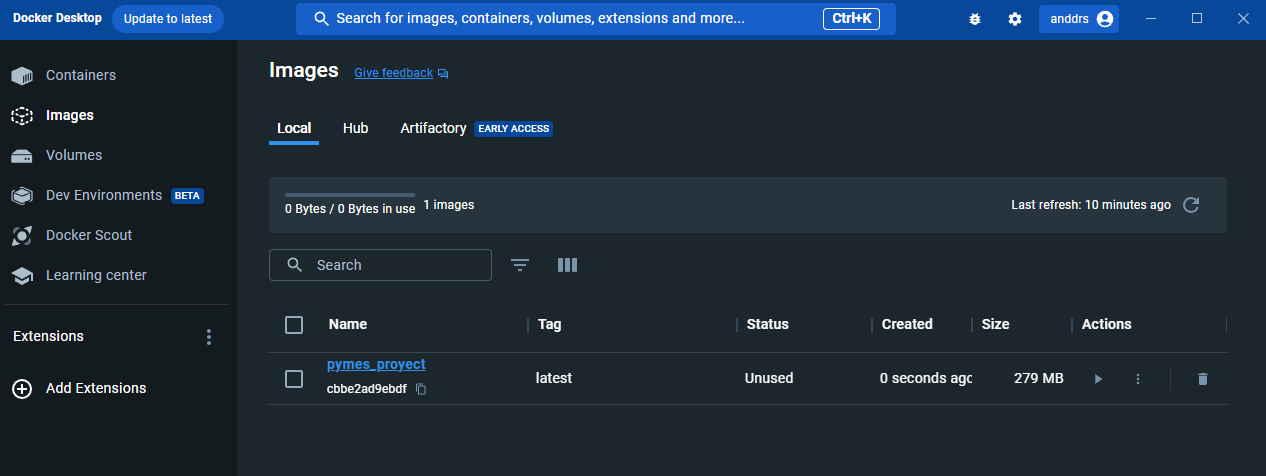 Docker Desktop Update to latest Search for images, containers, volumes, extensions and more... Ctrl+K anddrs
Containers
Images
Volumes
Dev Environments BETA
Docker Scout
Learning center
Extensions
Add Extensions
Images Give feedback
Local Hub Artifactory EARLY ACCESS
0 Bytes / 0 Bytes in use 1 images Last refresh: 10 minutes ago
Search
Name Tag Status Created Size Actions
pymes_proyect
cbbe2ad9ebdf
latest Unused 0 seconds agc 279 MB